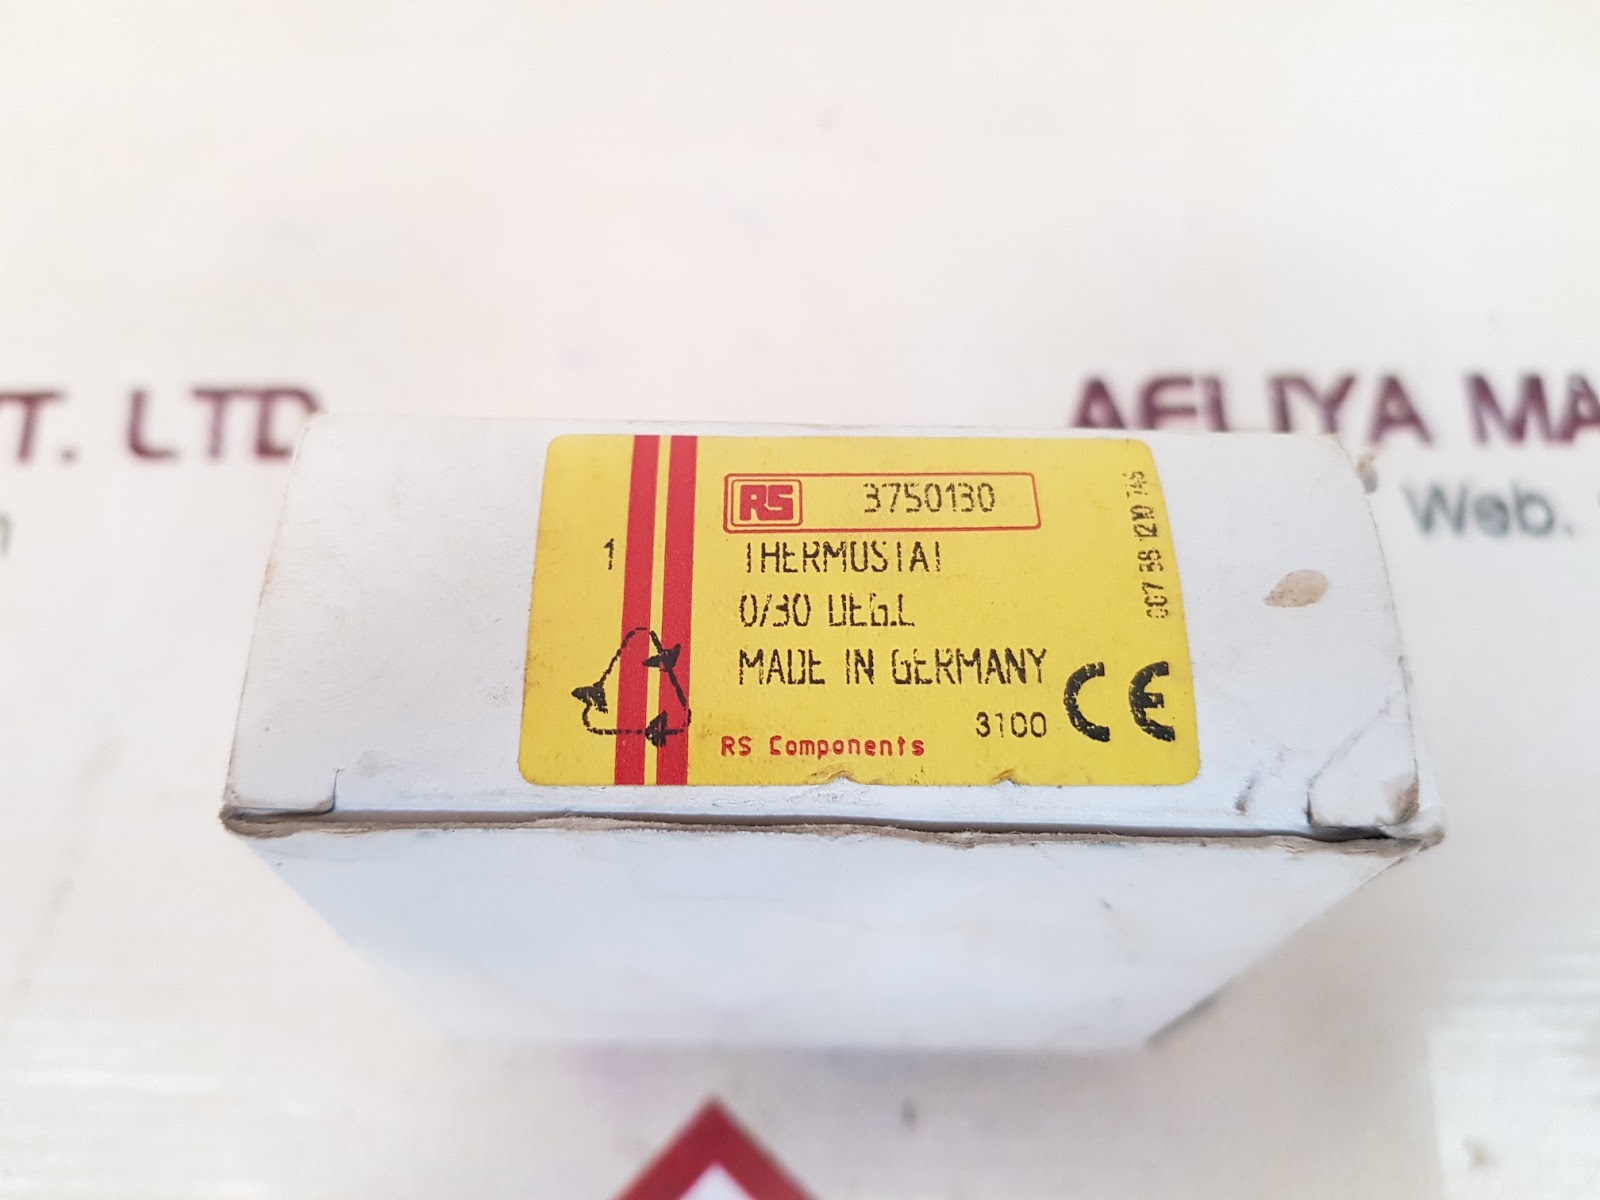 T. LTD
AELIYA MA
Web.
RS 3750130
1
THERMOSTAT
0/30 DEG.C
MADE IN GERMANY
3100 CE
RS Components